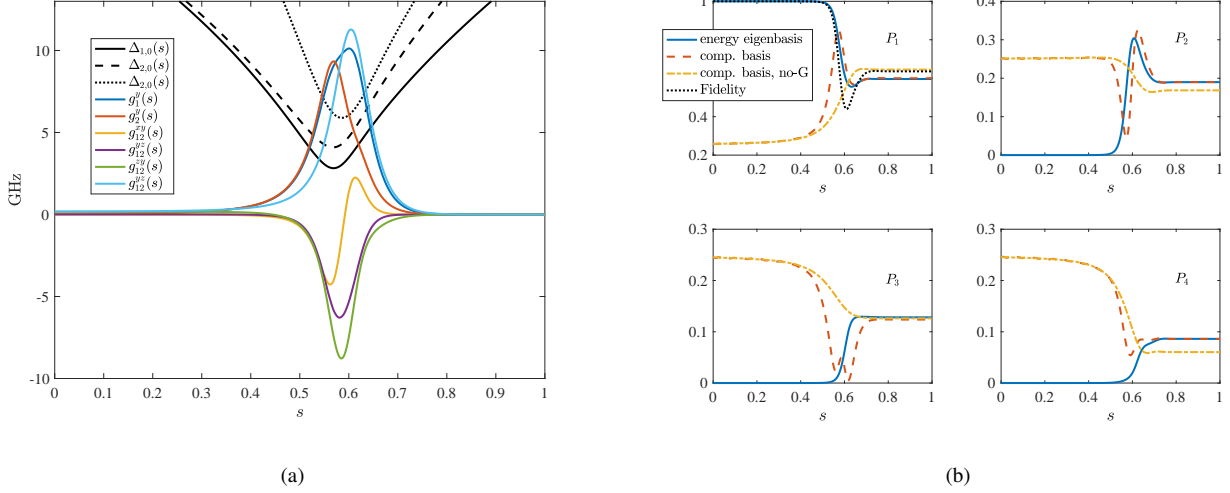 10
5
0
-5
-10
GHz
0
0.1
0.2
0.3
0.4
0.5
0.6
0.7
0.8
0.9
1
s
Δ₁,₀(s)
Δ₂,₀(s)
Δ₂,₀(s)
g₁ʸ(s)
g₂ʸ(s)
g₁₂ˣʸ(s)
g₁₂ʸᶻ(s)
g₁₂ᶻʸ(s)
g₁₂ʸᶻ(s)
(a)
1
0.4
0.2
0
0.2
0.4
0.6
0.8
1
s
P₁
energy eigenbasis
comp. basis
comp. basis, no-G
Fidelity
0.4
0.3
0.2
0.1
0
0
0.2
0.4
0.6
0.8
1
s
P₂
0.3
0.2
0.1
0
0
0.2
0.4
0.6
0.8
1
s
P₃
0.3
0.2
0.1
0
0
0.2
0.4
0.6
0.8
1
s
P₄
(b)